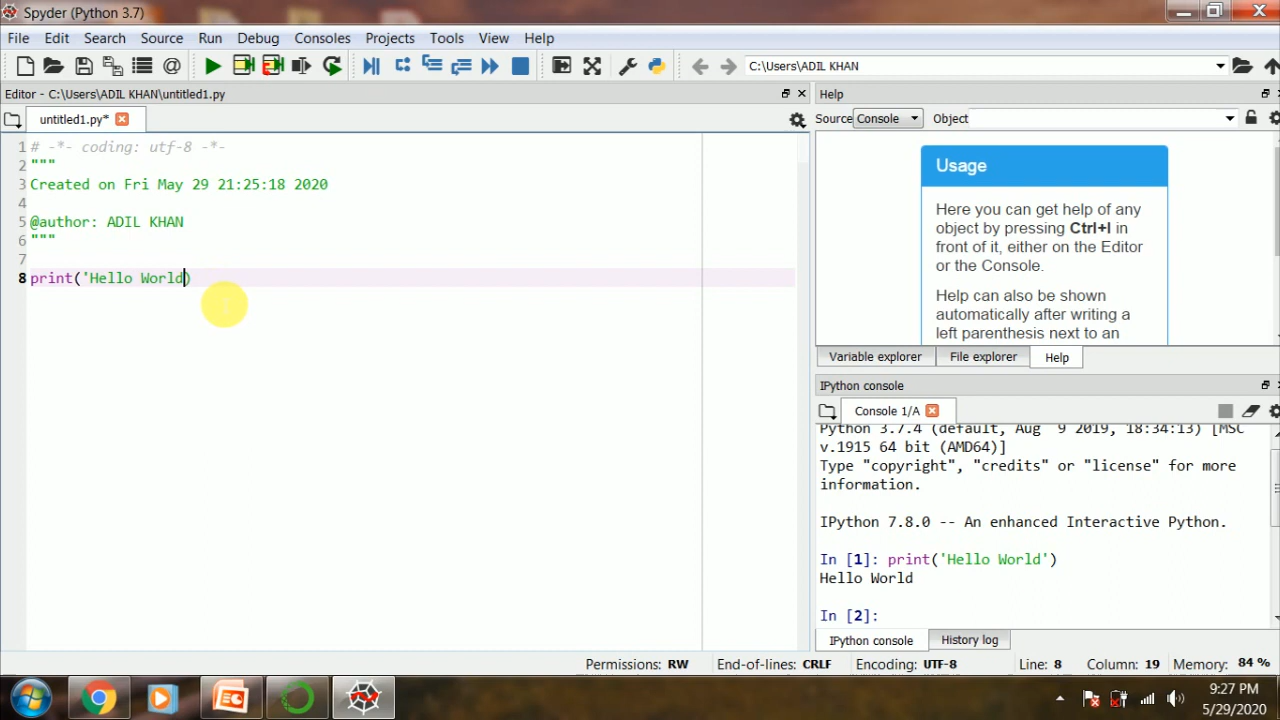 Spyder (Python 3.7)
File Edit Search Source Run Debug Consoles Projects Tools View Help
C:\Users\ADIL KHAN
Editor - C:\Users\ADIL KHAN\untitled1.py
untitled1.py*
1 # -*- coding: utf-8 -*-
2 """
3 Created on Fri May 29 21:25:18 2020
4
5 @author: ADIL KHAN
6 """
7
8 print('Hello World)
Help
Source Console Object
Usage
Here you can get help of any
object by pressing Ctrl+I in
front of it, either on the Editor
or the Console.
Help can also be shown
automatically after writing a
left parenthesis next to an
Variable explorer File explorer Help
IPython console
Console 1/A
Python 3.7.4 (default, Aug  9 2019, 18:34:13) [MSC
v.1915 64 bit (AMD64)]
Type "copyright", "credits" or "license" for more
information.
IPython 7.8.0 -- An enhanced Interactive Python.
In [1]: print('Hello World')
Hello World
In [2]:
IPython console History log
Permissions: RW End-of-lines: CRLF Encoding: UTF-8 Line: 8 Column: 19 Memory: 84 %
9:27 PM
5/29/2020